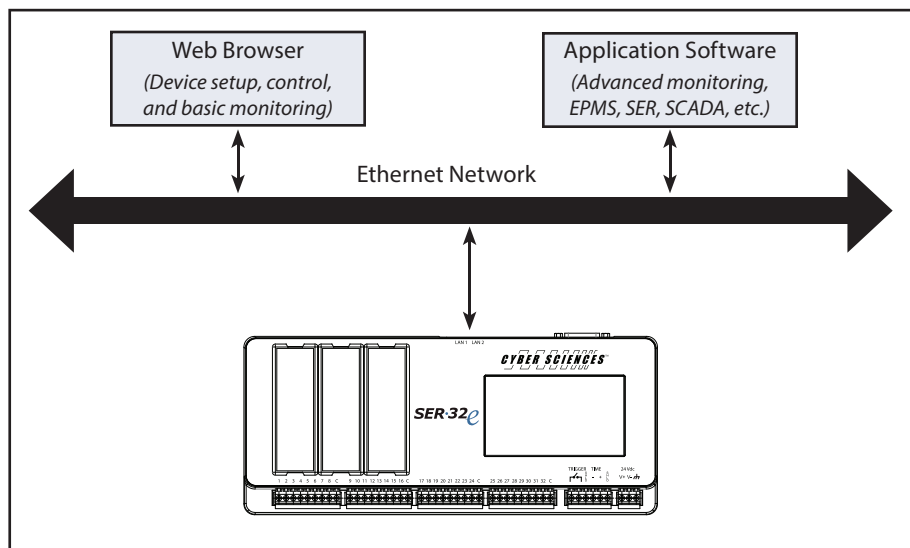 Web Browser
(Device setup, control,
and basic monitoring)
Application Software
(Advanced monitoring,
EPMS, SER, SCADA, etc.)
Ethernet Network
LAN 1 LAN 2
CYBER SCIENCES
SER·32e
TRIGGER TIME 24 Vdc
- + V+ V-
1 2 3 4 5 6 7 8 C 9 10 11 12 13 14 15 16 C 17 18 19 20 21 22 23 24 C 25 26 27 28 29 30 31 32 C